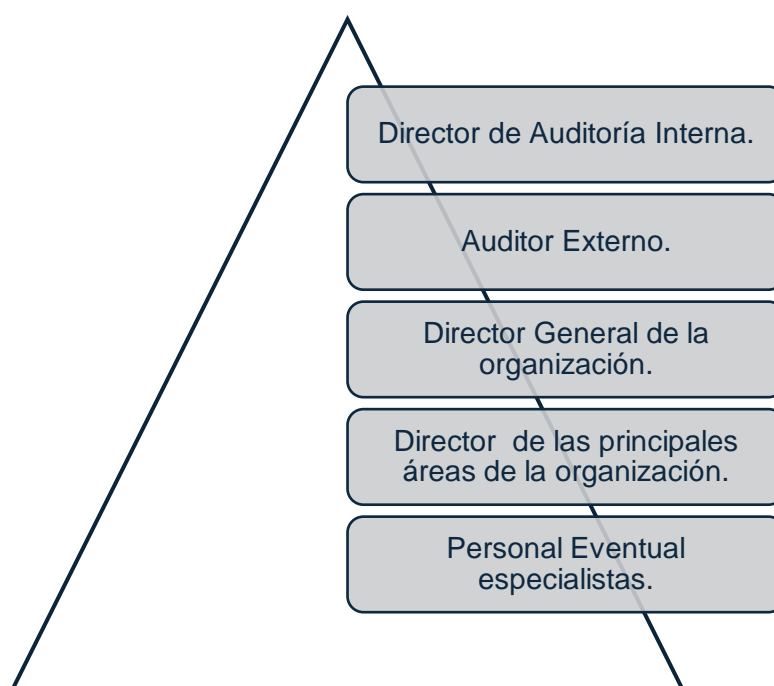 Director de Auditoría Interna.
Auditor Externo.
Director General de la
organización.
Director  de las principales
áreas de la organización.
Personal Eventual
especialistas.